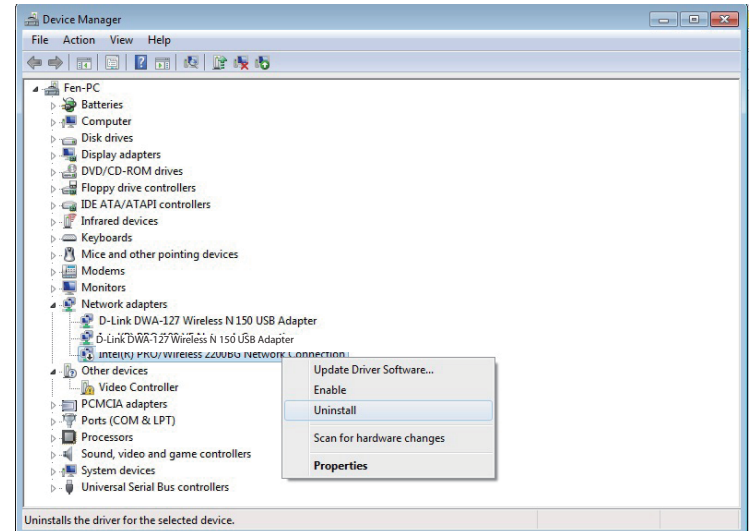 Device Manager
File Action View Help
Fen-PC
Batteries
Computer
Disk drives
Display adapters
DVD/CD-ROM drives
Floppy drive controllers
IDE ATA/ATAPI controllers
Infrared devices
Keyboards
Mice and other pointing devices
Modems
Monitors
Network adapters
D-Link DWA-127 Wireless N 150 USB Adapter
D-Link DWA-127 Wireless N 150 USB Adapter
Intel(R) PRO/Wireless 2200BG Network Connection
Other devices
Video Controller
PCMCIA adapters
Ports (COM & LPT)
Processors
Sound, video and game controllers
System devices
Universal Serial Bus controllers
Update Driver Software...
Enable
Uninstall
Scan for hardware changes
Properties
Uninstalls the driver for the selected device.